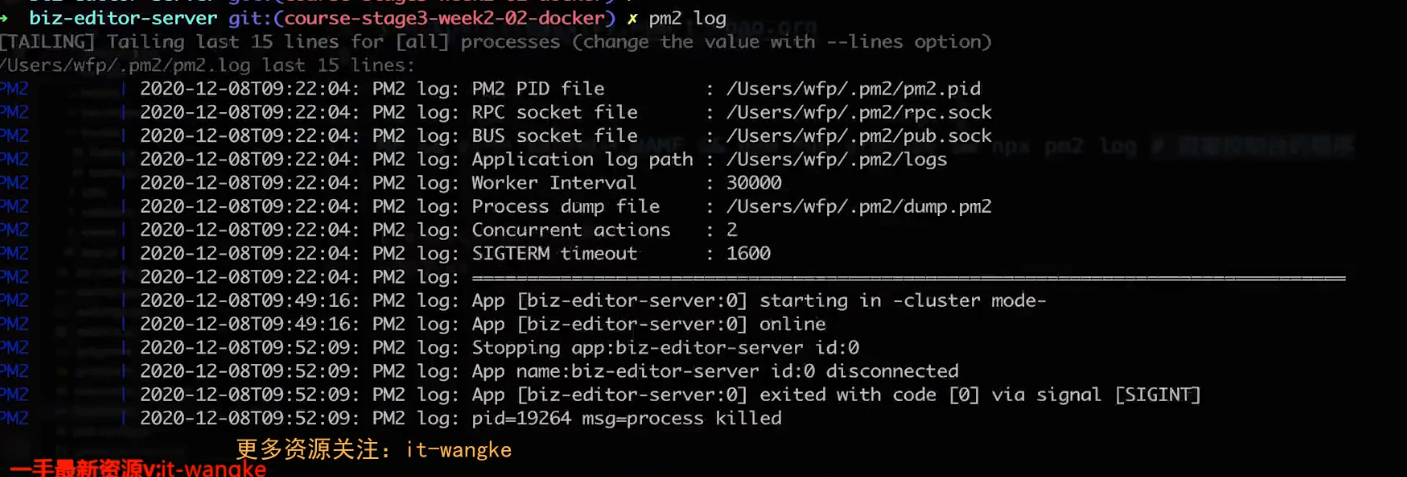 ➜ biz-editor-server git:(course-stage3-week2-02-docker) ✗ pm2 log
[TAILING] Tailing last 15 lines for [all] processes (change the value with --lines option)
/Users/wfp/.pm2/pm2.log last 15 lines:
PM2 | 2020-12-08T09:22:04: PM2 log: PM2 PID file : /Users/wfp/.pm2/pm2.pid
PM2 | 2020-12-08T09:22:04: PM2 log: RPC socket file : /Users/wfp/.pm2/rpc.sock
PM2 | 2020-12-08T09:22:04: PM2 log: BUS socket file : /Users/wfp/.pm2/pub.sock
PM2 | 2020-12-08T09:22:04: PM2 log: Application log path : /Users/wfp/.pm2/logs
npx pm2 log #
PM2 | 2020-12-08T09:22:04: PM2 log: Worker Interval : 30000
PM2 | 2020-12-08T09:22:04: PM2 log: Process dump file : /Users/wfp/.pm2/dump.pm2
PM2 | 2020-12-08T09:22:04: PM2 log: Concurrent actions : 2
PM2 | 2020-12-08T09:22:04: PM2 log: SIGTERM timeout : 1600
PM2 | 2020-12-08T09:22:04: PM2 log: ===============================================================================
PM2 | 2020-12-08T09:49:16: PM2 log: App [biz-editor-server:0] starting in -cluster mode-
PM2 | 2020-12-08T09:49:16: PM2 log: App [biz-editor-server:0] online
PM2 | 2020-12-08T09:52:09: PM2 log: Stopping app:biz-editor-server id:0
PM2 | 2020-12-08T09:52:09: PM2 log: App name:biz-editor-server id:0 disconnected
PM2 | 2020-12-08T09:52:09: PM2 log: App [biz-editor-server:0] exited with code [0] via signal [SIGINT]
PM2 | 2020-12-08T09:52:09: PM2 log: pid=19264 msg=process killed
更多资源关注：it-wangke
一手最新资源v:it-wangke